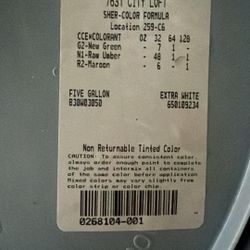 7631 CITY LOFT
SHER-COLOR FORMULA
Location 259-C6
CCE*COLORANT OZ 32 64 128
G2-New Green - 7 1 -
N1-Raw Umber - 48 1 1
R2-Maroon - 6 - 1
FIVE GALLON EXTRA WHITE
B30W03050 650109234
Non Returnable Tinted Color
CAUTION: To assure consistent color,
always order enough paint to complete
the job and intermix all containers
of the same color before application
Mixed colors may vary slightly from
color strip or color chip.
0268104-001